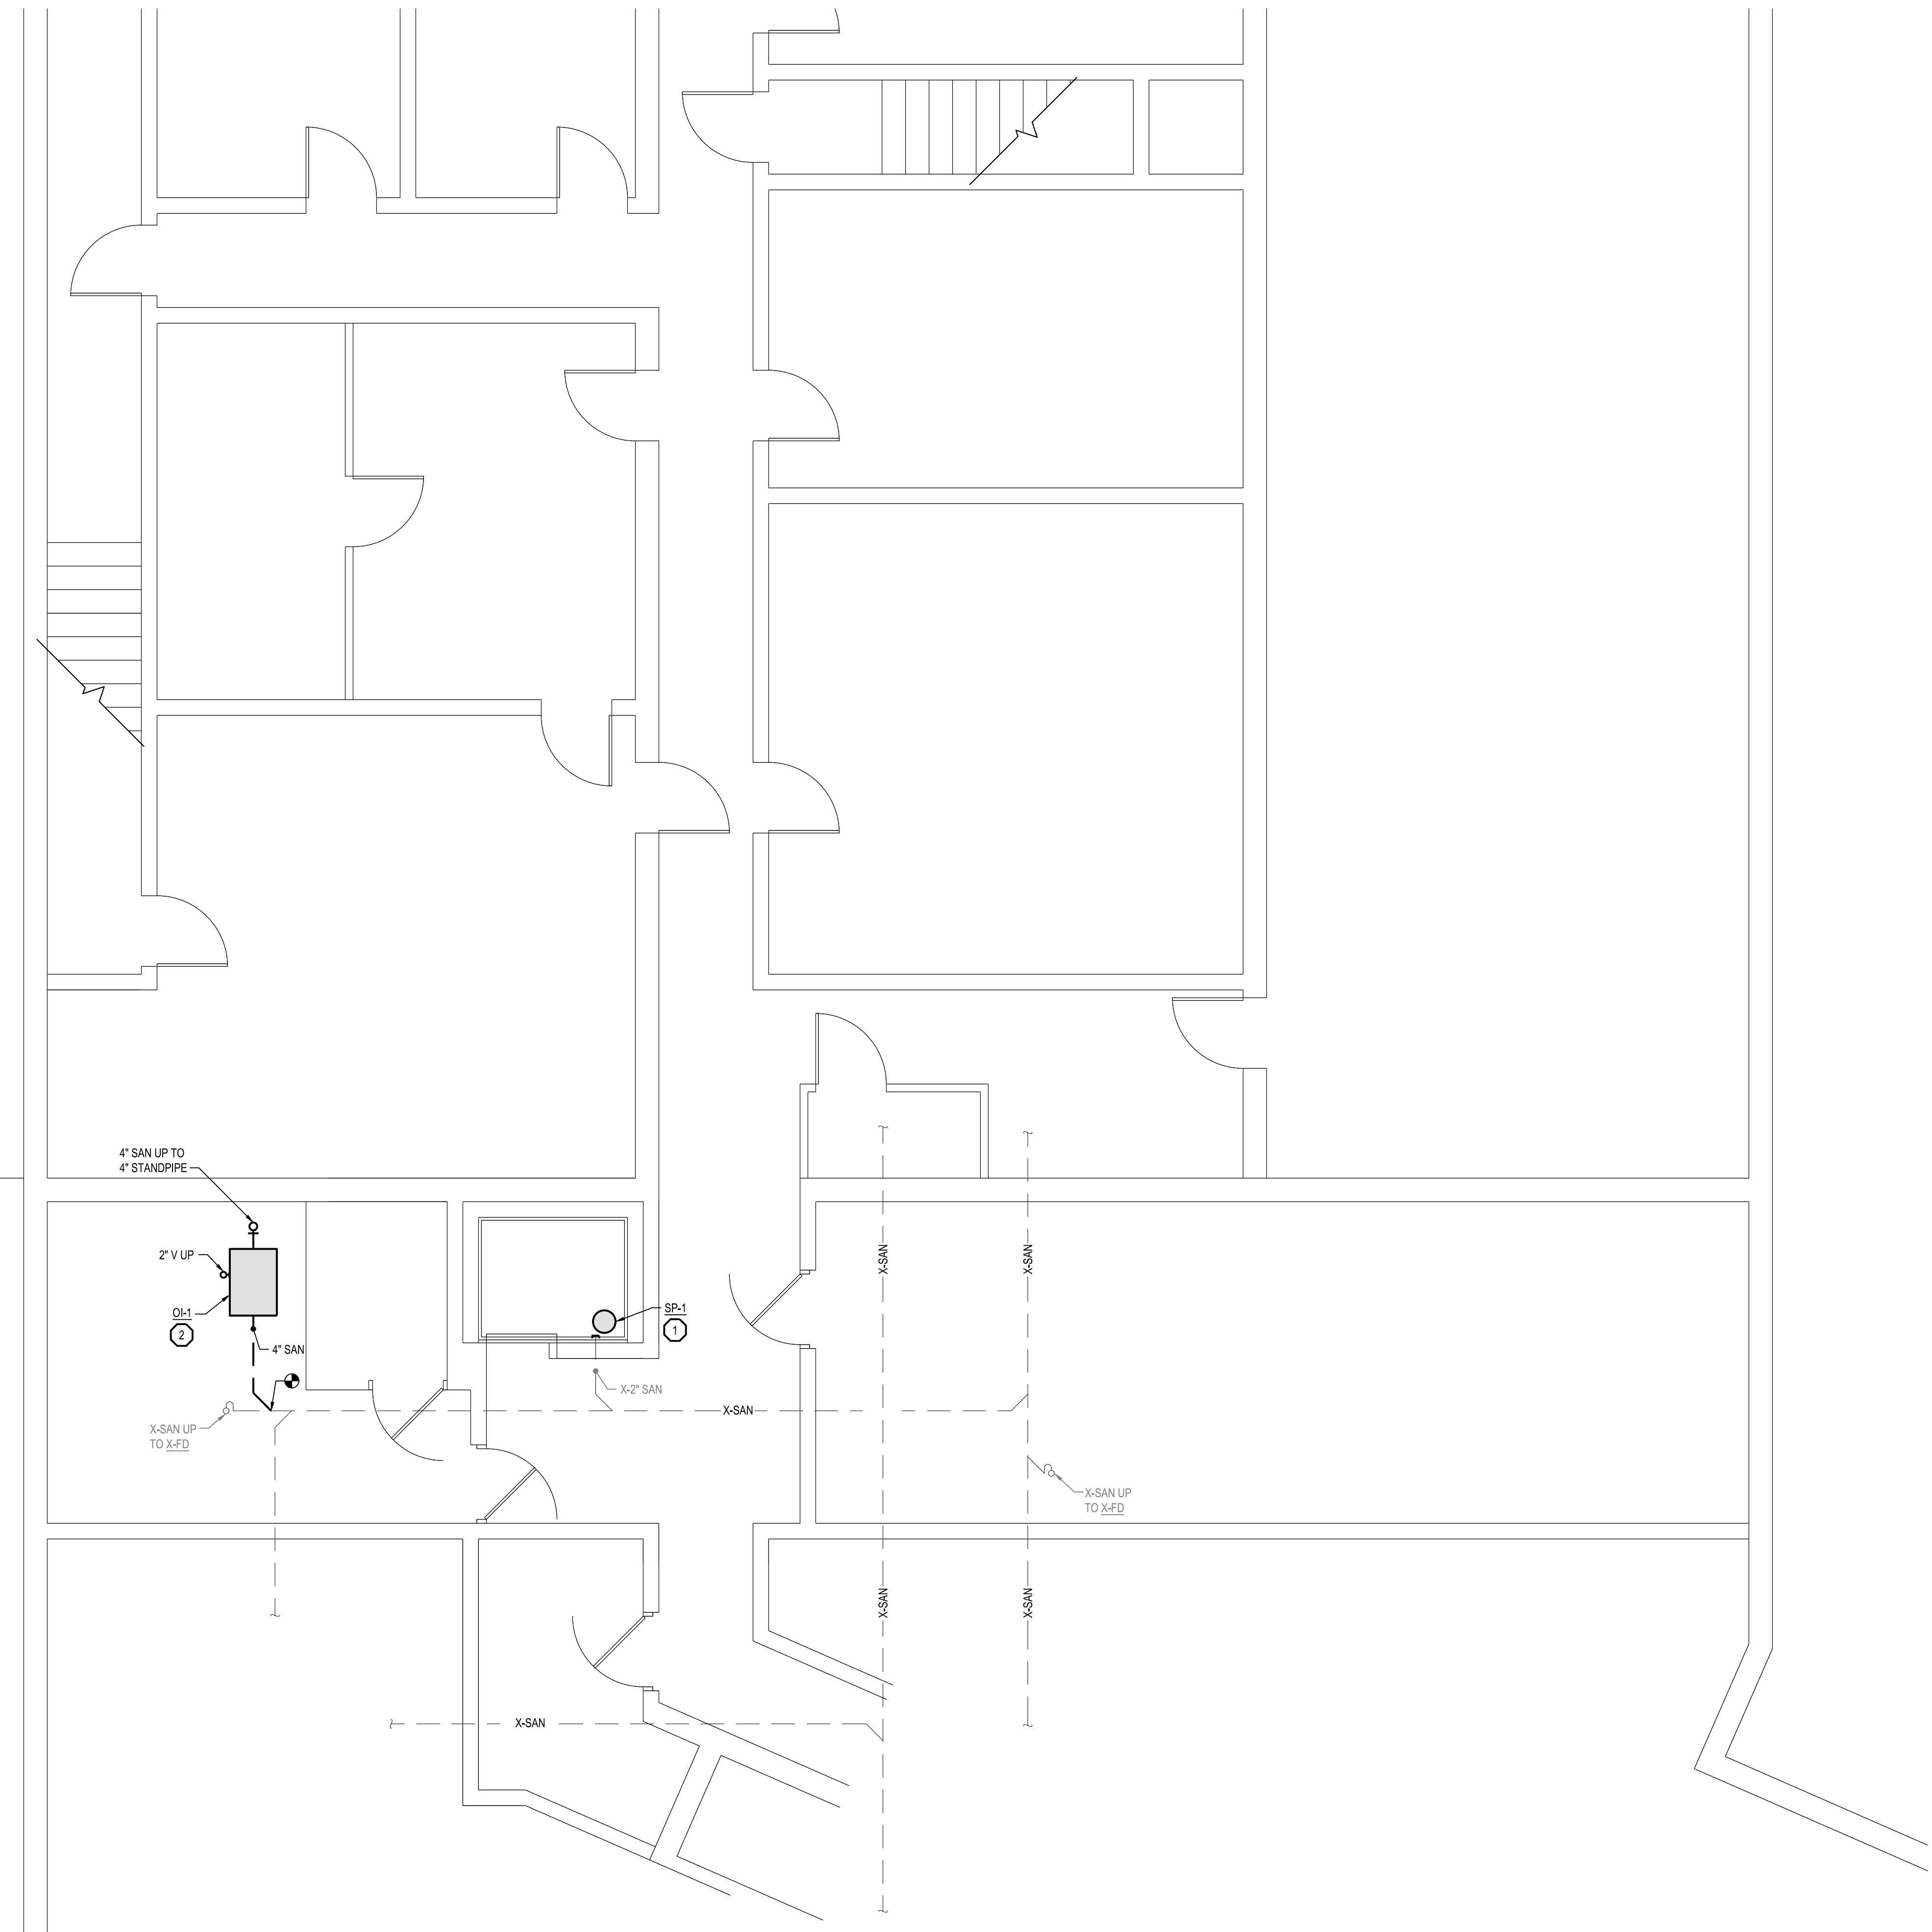 4" SAN UP TO
4" STANDPIPE
2" V UP
OI-1
2
4" SAN
X-SAN UP
TO X-FD
SP-1
1
X-2" SAN
X-SAN
X-SAN
X-SAN
X-SAN UP
TO X-FD
X-SAN
X-SAN
X-SAN